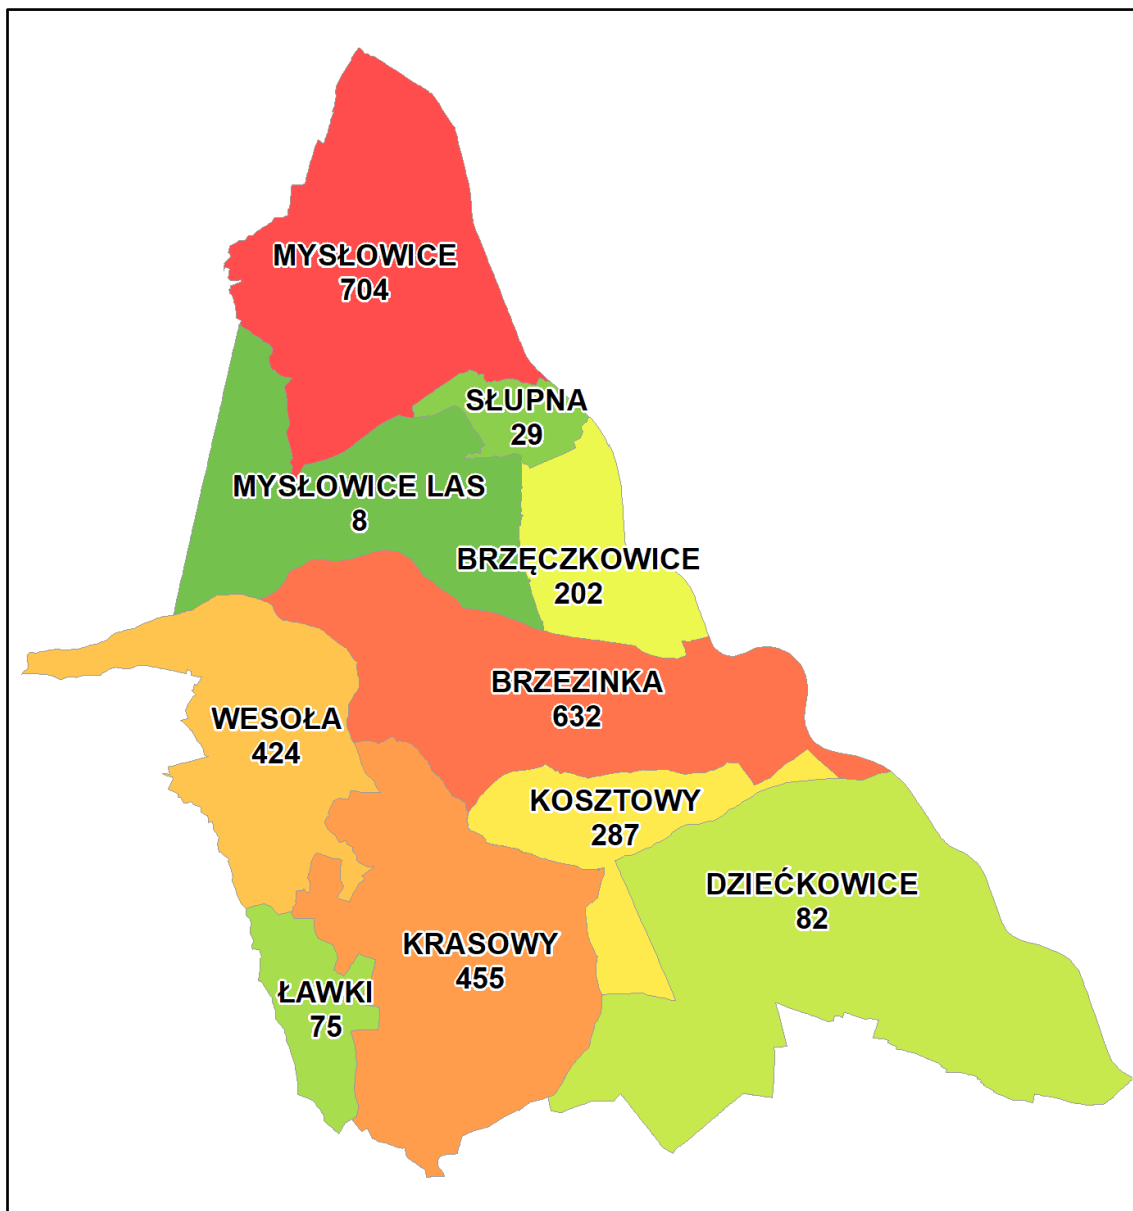 MYSŁOWICE
704
SŁUPNA
29
MYSŁOWICE LAS
8
BRZĘCZKOWICE
202
BRZEZINKA
632
WESOŁA
424
KOSZTOWY
287
DZIEĆKOWICE
82
KRASOWY
455
ŁAWKI
75